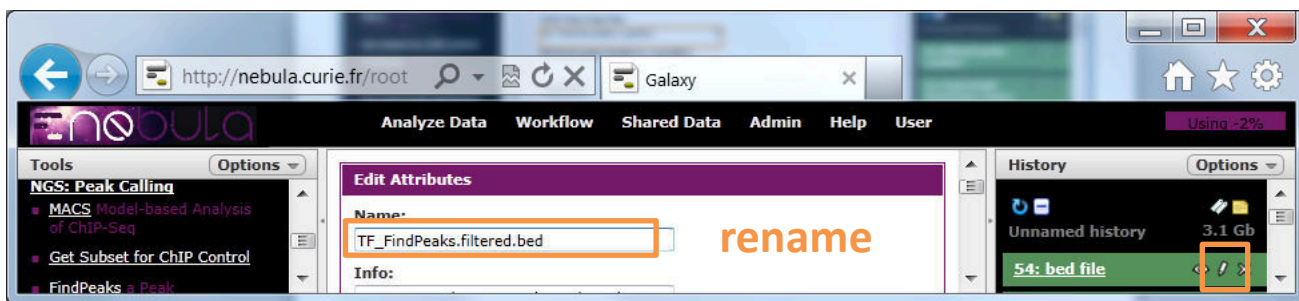 http://nebula.curie.fr/root
Galaxy
nebula
Analyze Data Workflow Shared Data Admin Help User
Using -2%
Tools Options
NGS: Peak Calling
MACS Model-based Analysis
of ChIP-Seq
Get Subset for ChIP Control
FindPeaks a Peak
Edit Attributes
Name:
TF_FindPeaks.filtered.bed
rename
Info:
History Options
Unnamed history 3.1 Gb
54: bed file